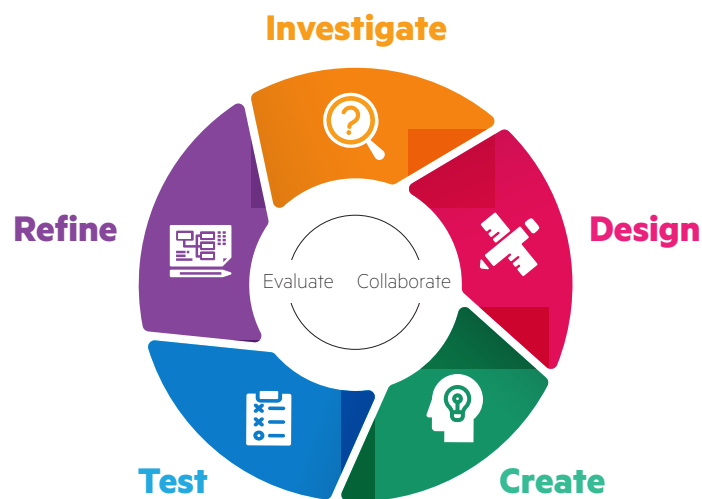 Investigate
Refine
Design
Evaluate Collaborate
Test
Create